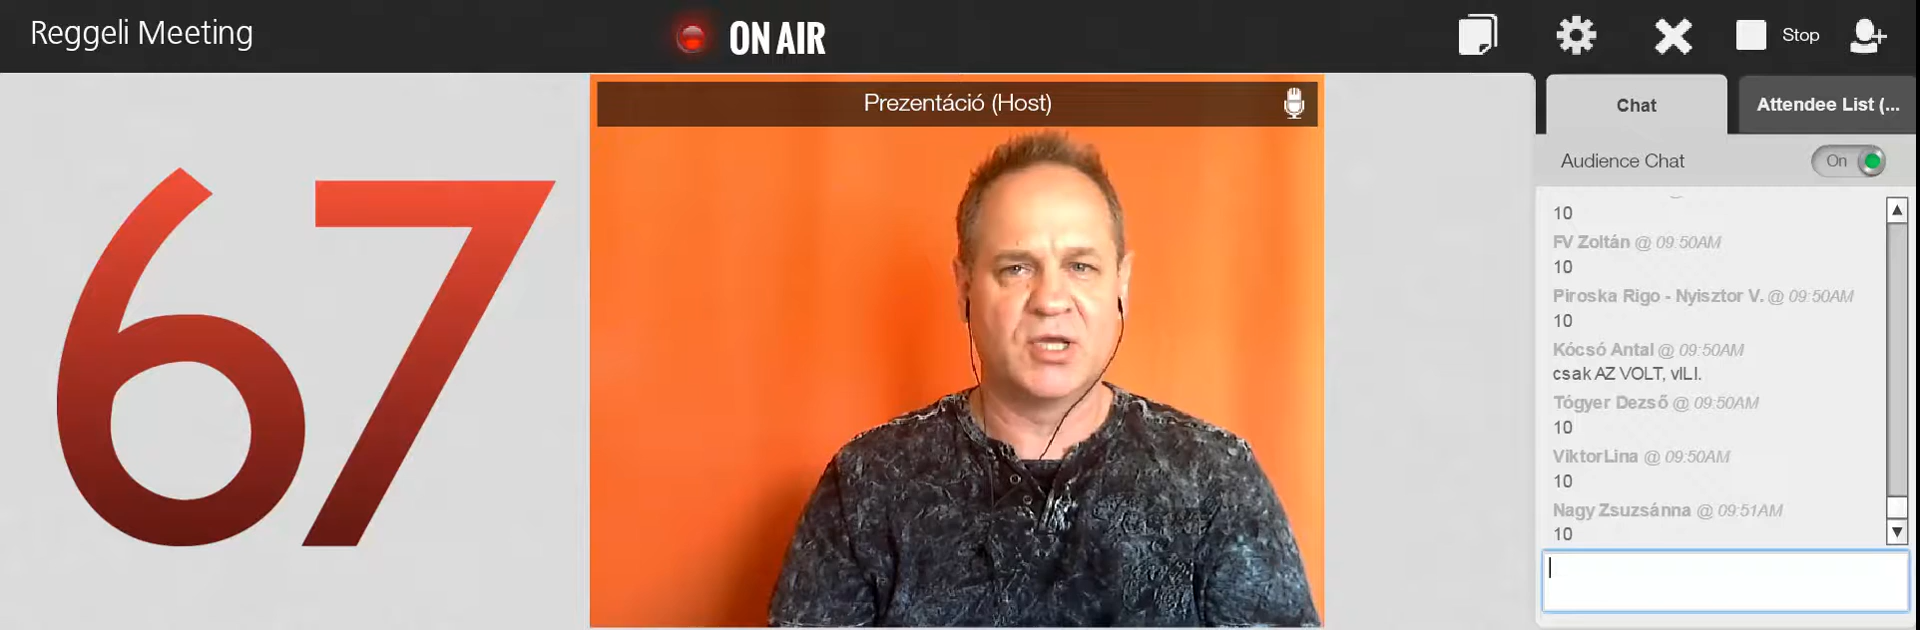 Reggeli Meeting
ON AIR
Stop
67
Prezentáció (Host)
Chat
Attendee List (...
Audience Chat
On
10
FV Zoltán @ 09:50AM
10
Piroska Rigo - Nyisztor V. @ 09:50AM
10
Kócsó Antal @ 09:50AM
csak AZ VOLT, vILI.
Tógyer Dezső @ 09:50AM
10
ViktorLina @ 09:50AM
10
Nagy Zsuzsánna @ 09:51AM
10